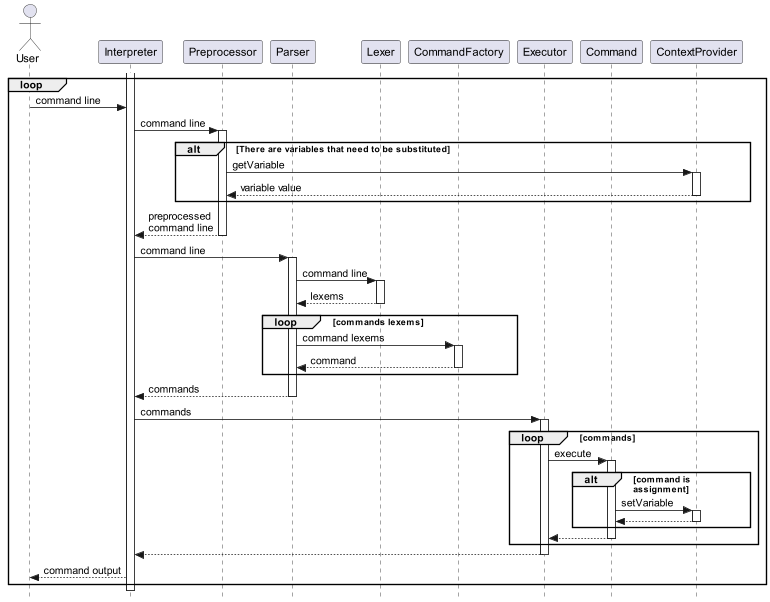 User
Interpreter
Preprocessor
Parser
Lexer
CommandFactory
Executor
Command
ContextProvider
loop
command line
command line
alt
[There are variables that need to be substituted]
getVariable
variable value
preprocessed
command line
command line
command line
lexems
loop
[commands lexems]
command lexems
command
commands
commands
loop
[commands]
execute
alt
[command is
assignment]
setVariable
command output